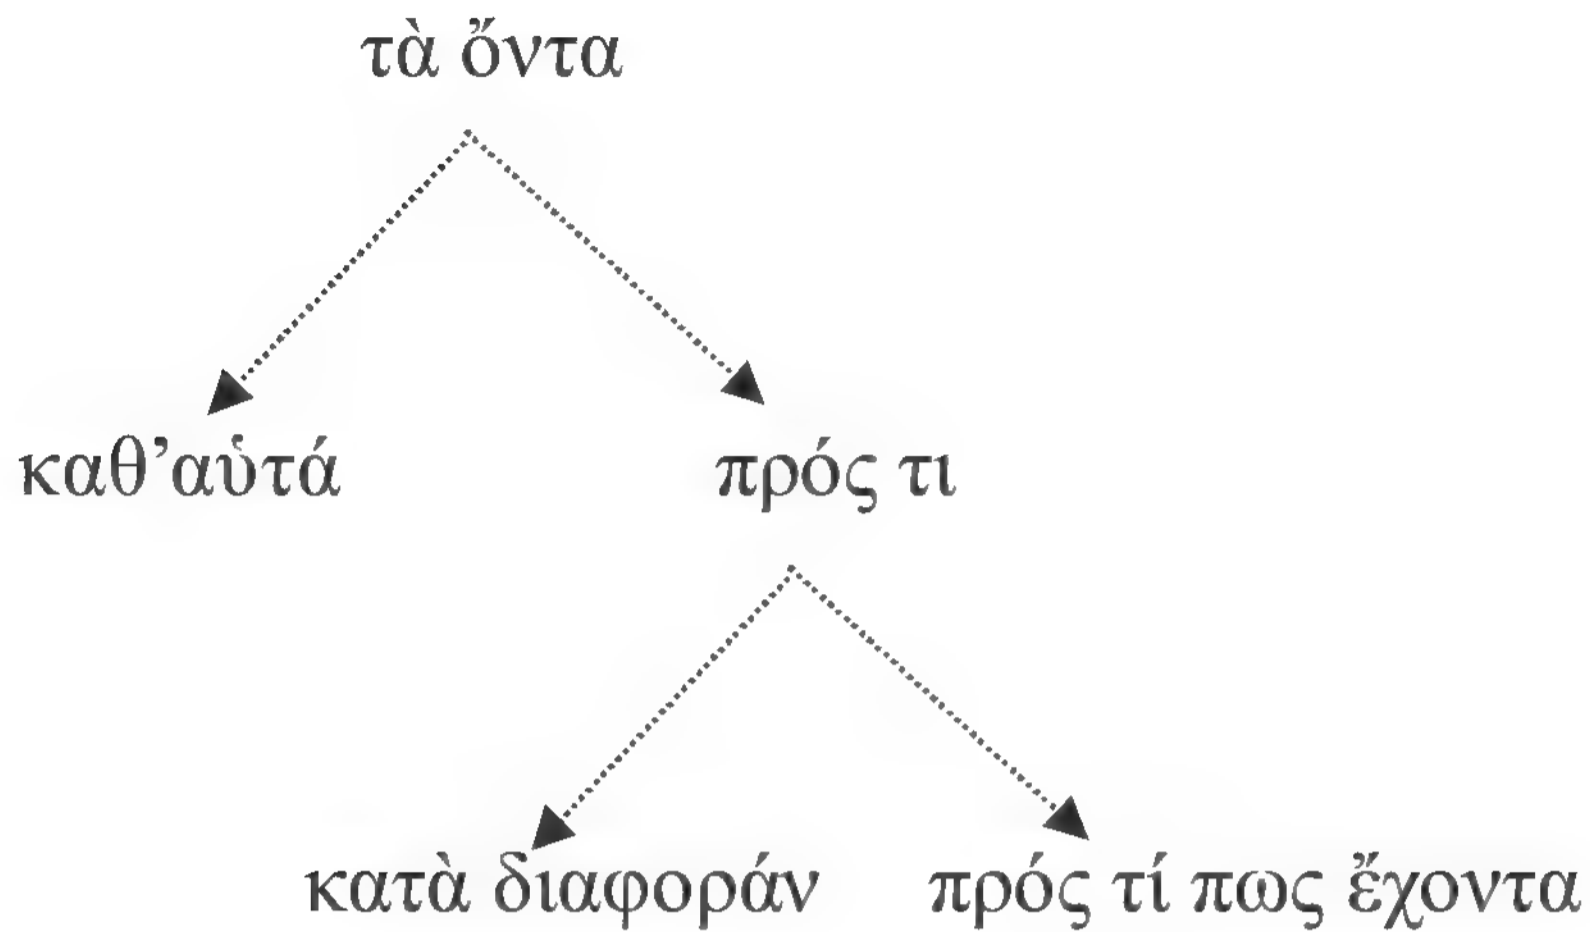 τὰ ὄντα
καθ’αὑτά πρός τι
κατὰ διαφοράν πρός τί πως ἔχοντα